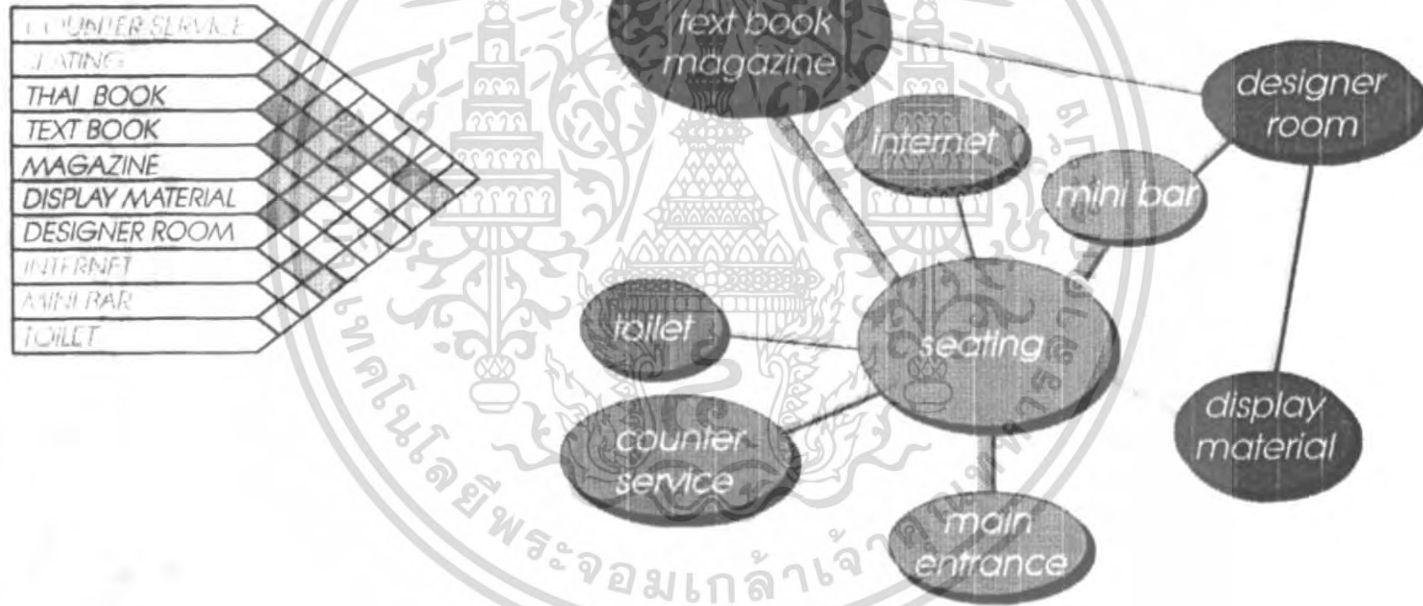 COUNTER SERVICE
SEATING
THAI BOOK
TEXT BOOK
MAGAZINE
DISPLAY MATERIAL
DESIGNER ROOM
INTERNET
MINI BAR
TOILET
text book
magazine
designer
room
internet
mini bar
toilet
seating
counter
service
display
material
main
entrance